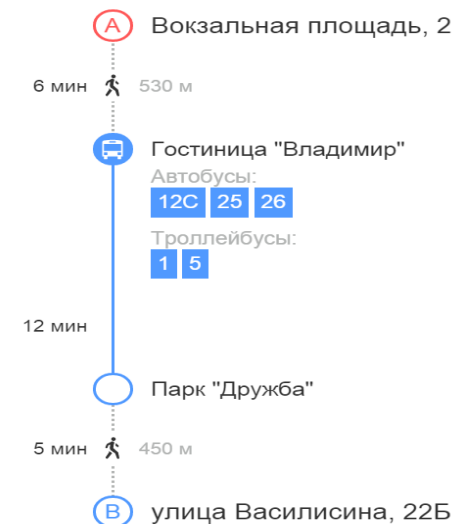 A Вокзальная площадь, 2
6 мин 530 м
Гостиница "Владимир"
Автобусы:
12С 25 26
Троллейбусы:
1 5
12 мин
Парк "Дружба"
5 мин 450 м
B улица Василисина, 22Б